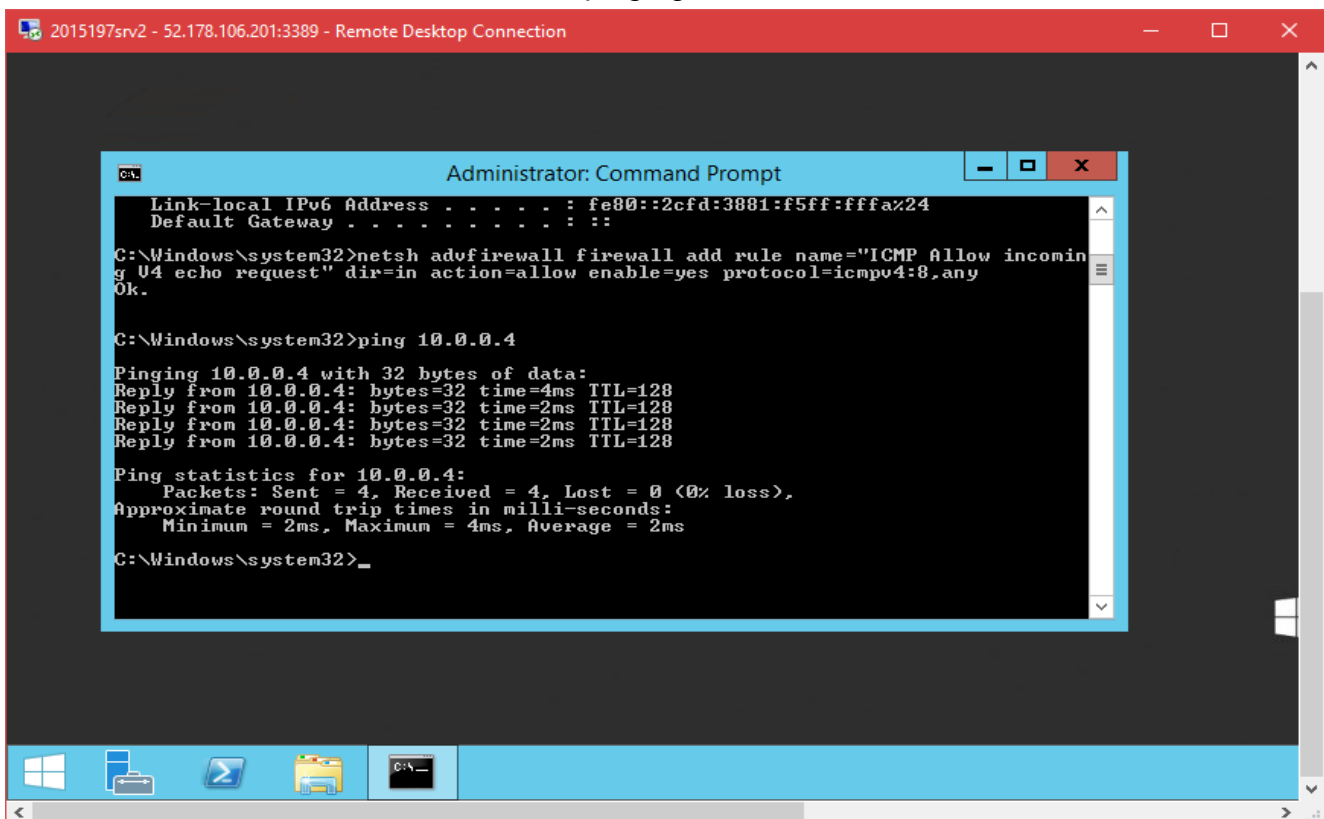 2015197srv2 - 52.178.106.201:3389 - Remote Desktop Connection
Administrator: Command Prompt
Link-local IPv6 Address . . . . . : fe80::2cfd:3881:f5ff:fffa%24
Default Gateway . . . . . . . . . : ::
C:\Windows\system32>netsh advfirewall firewall add rule name="ICMP Allow incomin
g V4 echo request" dir=in action=allow enable=yes protocol=icmpv4:8,any
Ok.
C:\Windows\system32>ping 10.0.0.4
Pinging 10.0.0.4 with 32 bytes of data:
Reply from 10.0.0.4: bytes=32 time=4ms TTL=128
Reply from 10.0.0.4: bytes=32 time=2ms TTL=128
Reply from 10.0.0.4: bytes=32 time=2ms TTL=128
Reply from 10.0.0.4: bytes=32 time=2ms TTL=128
Ping statistics for 10.0.0.4:
Packets: Sent = 4, Received = 4, Lost = 0 (0% loss),
Approximate round trip times in milli-seconds:
Minimum = 2ms, Maximum = 4ms, Average = 2ms
C:\Windows\system32>_